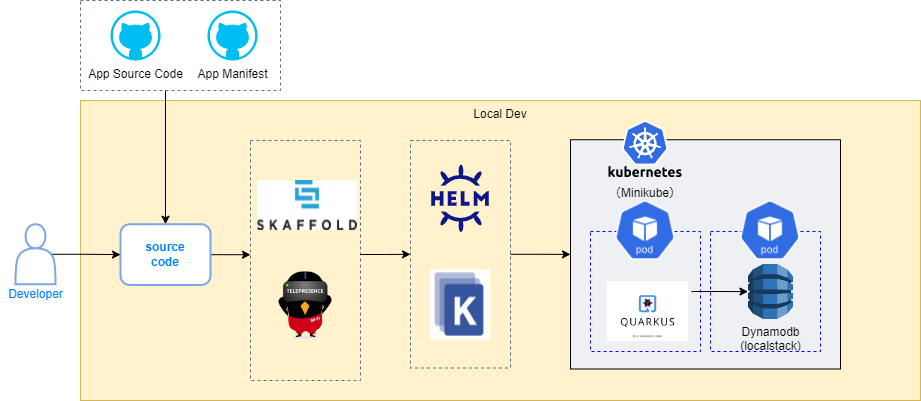 App Source Code
App Manifest
Local Dev
kubernetes
(Minikube)
SKAFFOLD
HELM
pod
pod
source
code
Developer
TELEPRESENCE
K
QUARKUS
Dynamodb
(localstack)